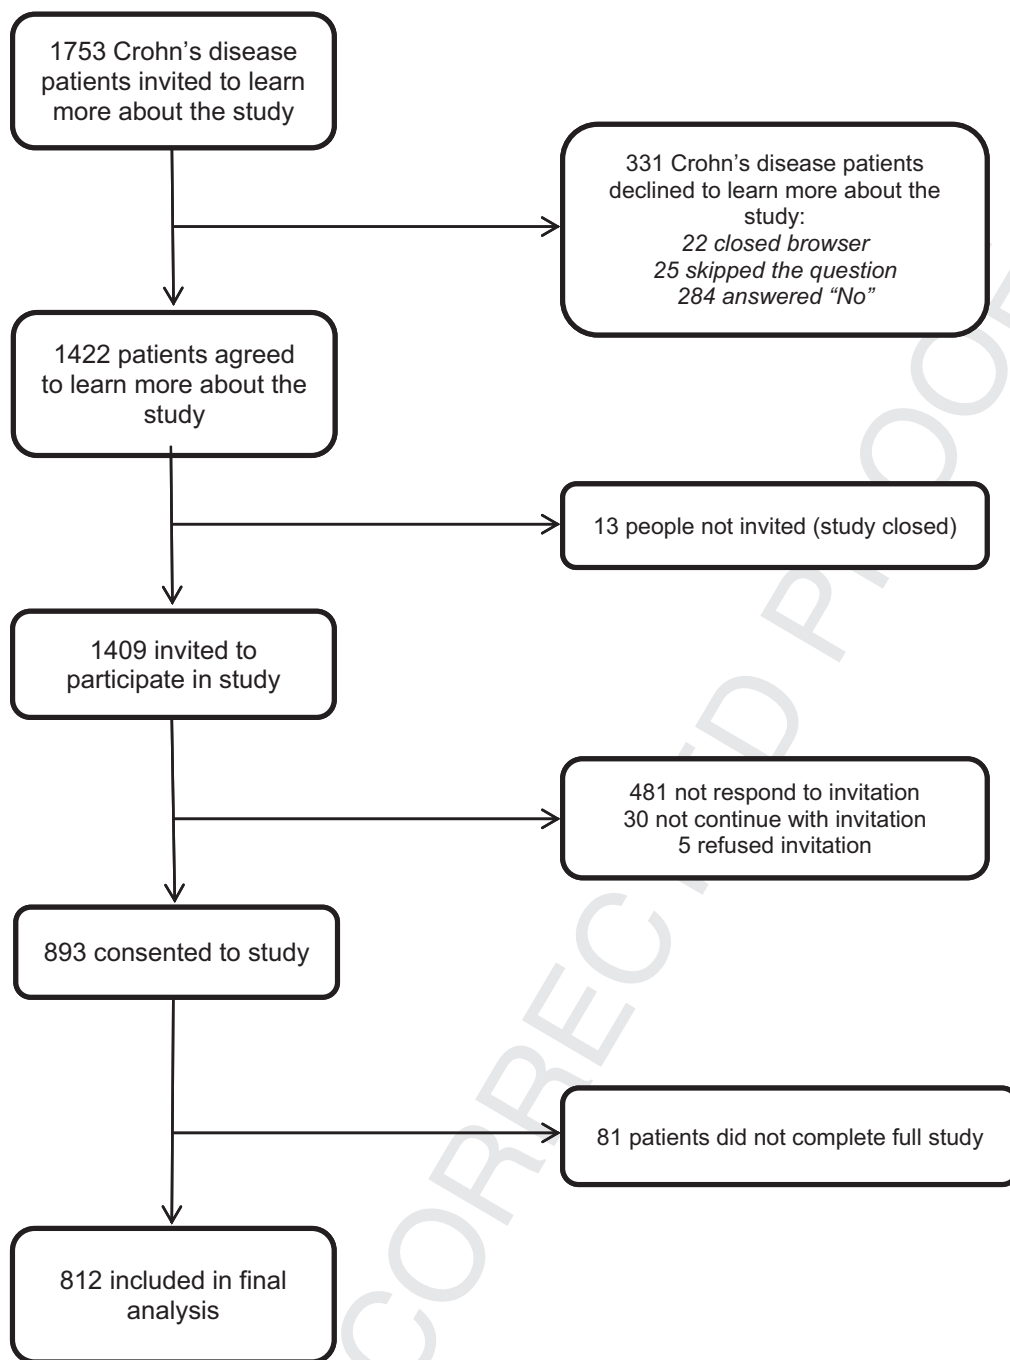 1753 Crohn’s disease
patients invited to learn
more about the study
331 Crohn’s disease patients
declined to learn more about the
study:
22 closed browser
25 skipped the question
284 answered “No”
1422 patients agreed
to learn more about the
study
13 people not invited (study closed)
1409 invited to
participate in study
481 not respond to invitation
30 not continue with invitation
5 refused invitation
893 consented to study
81 patients did not complete full study
812 included in final
analysis
CORRECTED PROOF